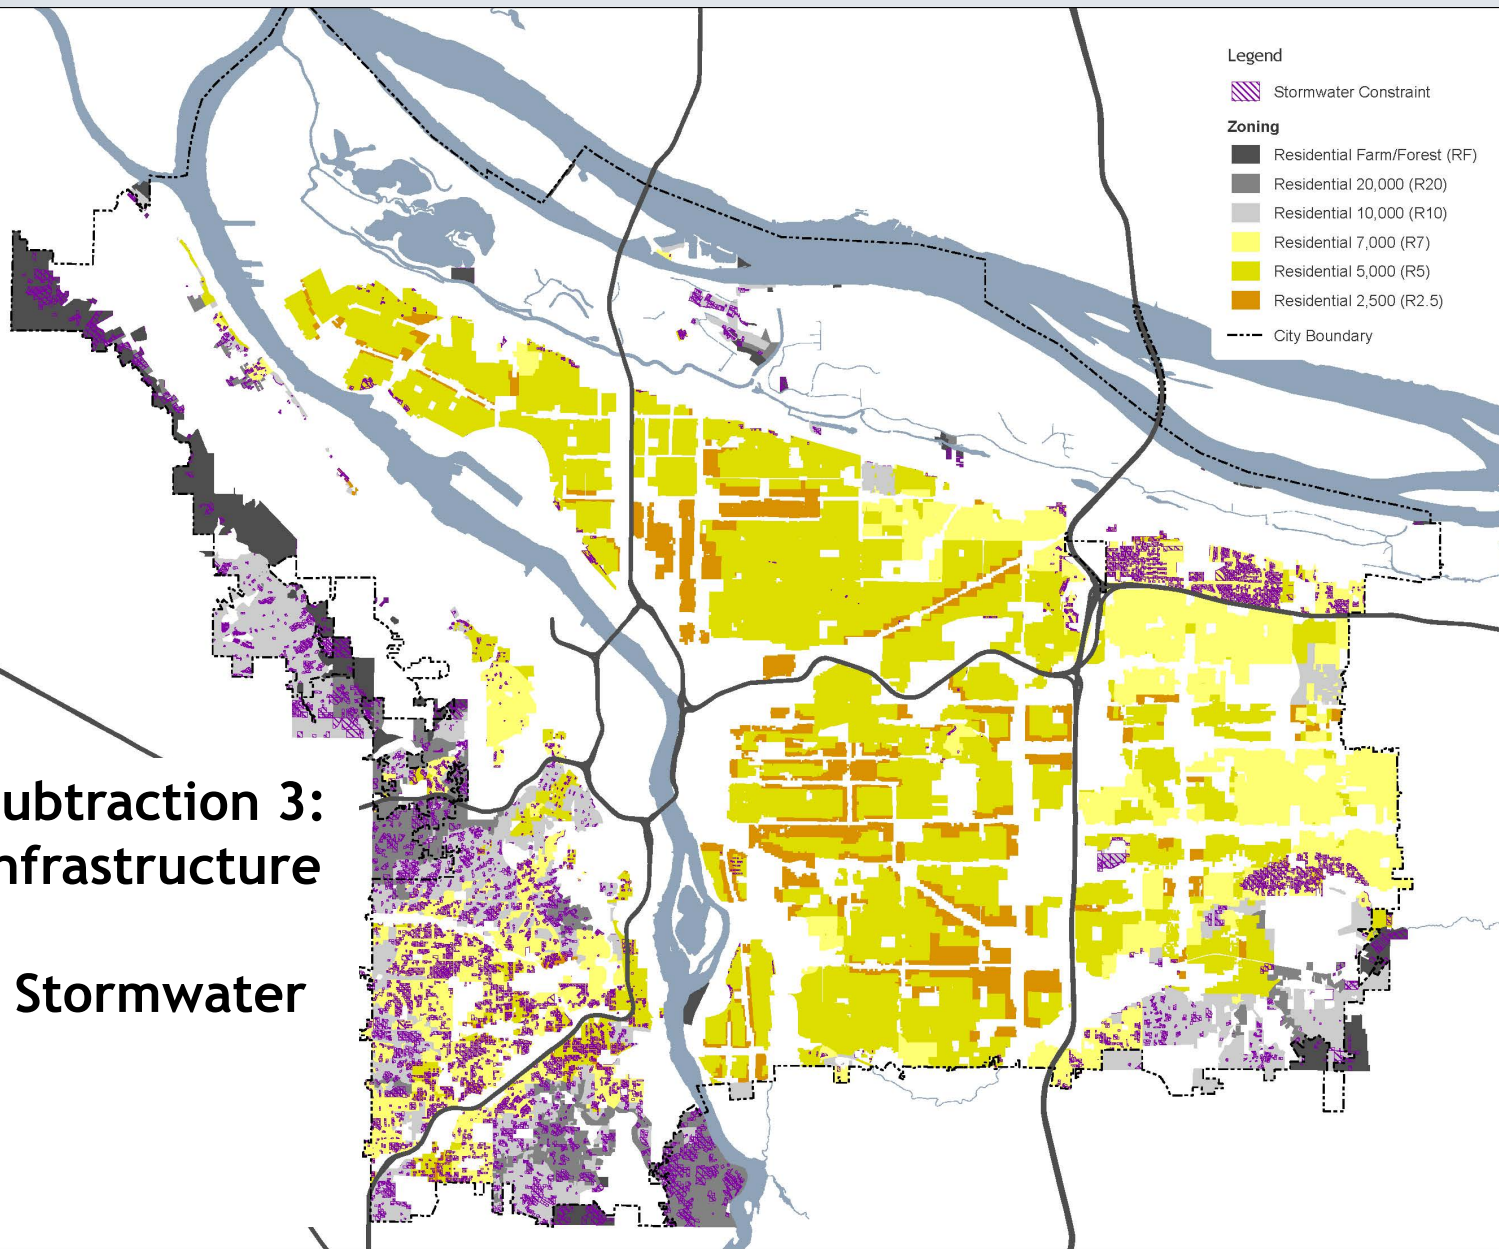 Legend
Stormwater Constraint
Zoning
Residential Farm/Forest (RF)
Residential 20,000 (R20)
Residential 10,000 (R10)
Residential 7,000 (R7)
Residential 5,000 (R5)
Residential 2,500 (R2.5)
City Boundary
ubtraction 3:
nfrastructure
Stormwater